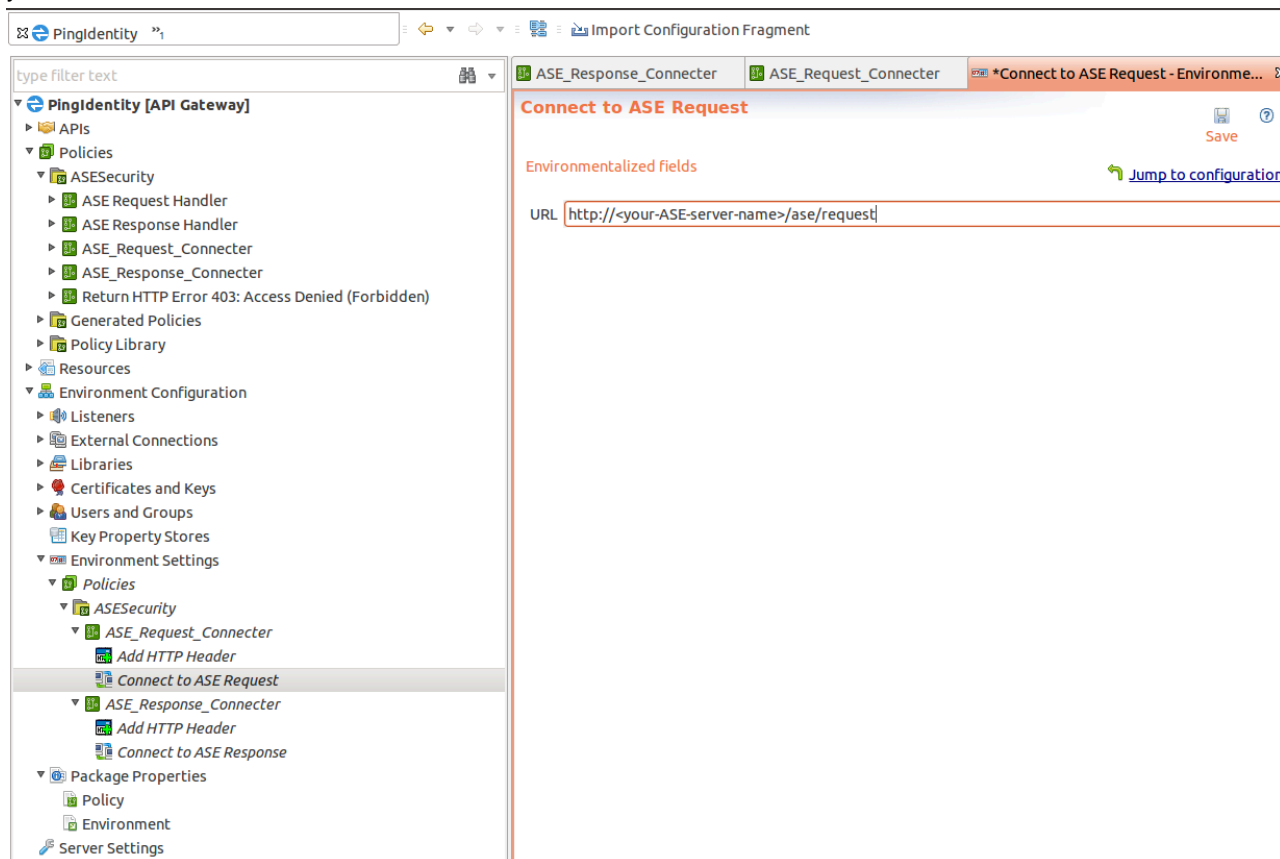 PingIdentity »1
Import Configuration Fragment
type filter text
PingIdentity [API Gateway]
APIs
Policies
ASESecurity
ASE Request Handler
ASE Response Handler
ASE_Request_Connecter
ASE_Response_Connecter
Return HTTP Error 403: Access Denied (Forbidden)
Generated Policies
Policy Library
Resources
Environment Configuration
Listeners
External Connections
Libraries
Certificates and Keys
Users and Groups
Key Property Stores
Environment Settings
Policies
ASESecurity
ASE_Request_Connecter
Add HTTP Header
Connect to ASE Request
ASE_Response_Connecter
Add HTTP Header
Connect to ASE Response
Package Properties
Policy
Environment
Server Settings
ASE_Response_Connecter
ASE_Request_Connecter
*Connect to ASE Request - Environme...
Connect to ASE Request
Save
Environmentalized fields
Jump to configuration
URL http://<your-ASE-server-name>/ase/request